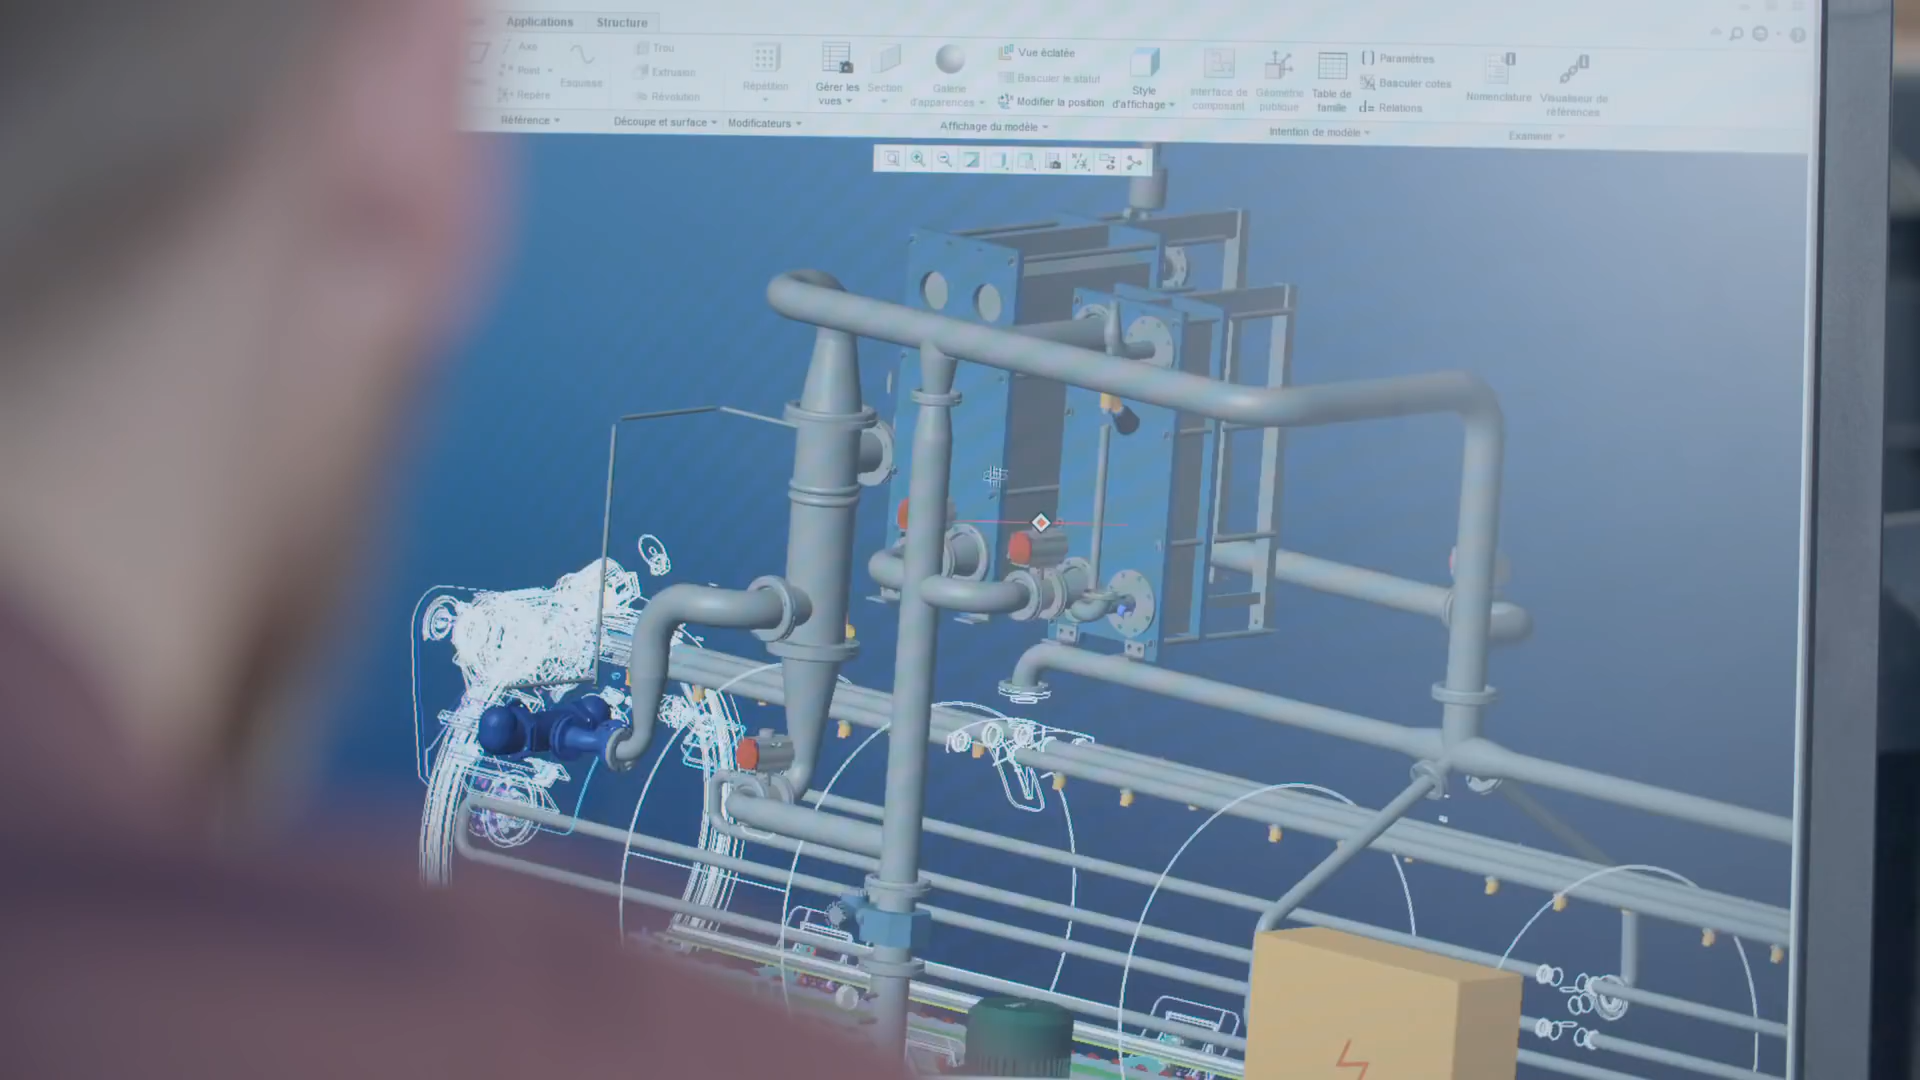 Applications Structure
Axe
Point
Repère
Esquisse
Référence
Trou
Extrusion
Révolution
Découpe et surface
Répétition
Modificateurs
Gérer les
vues
Section
Galerie
d'apparences
Vue éclatée
Basculer le statut
Modifier la position
Style
d'affichage
Affichage du modèle
Interface de
composant
Géométrie
publique
Table de
famille
Paramètres
Basculer cotes
d= Relations
Intention de modèle
Nomenclature
Visualiseur de
références
Examiner